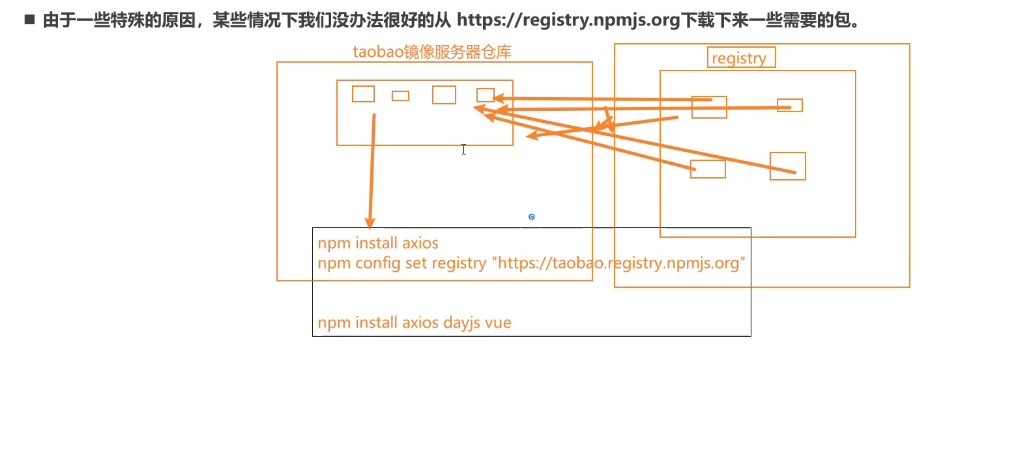 由于一些特殊的原因，某些情况下我们没办法很好的从 https://registry.npmjs.org下载下来一些需要的包。
taobao镜像服务器仓库
registry
npm install axios
npm config set registry "https://taobao.registry.npmjs.org"
npm install axios dayjs vue